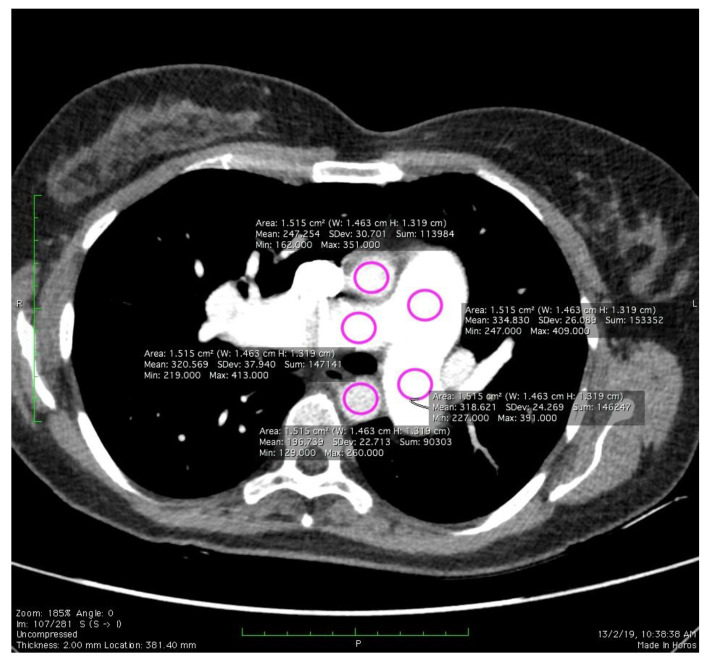 Area: 1.515 cm² (W: 1.463 cm H: 1.319 cm)
Mean: 247.254 SDev: 30.701 Sum: 113984
Min: 162.000 Max: 351.000
R
L
Area: 1.515 cm² (W: 1.463 cm H: 1.319 cm)
Mean: 334.830 SDev: 26.089 Sum: 153352
Min: 247.000 Max: 409.000
Area: 1.515 cm² (W: 1.463 cm H: 1.319 cm)
Mean: 320.569 SDev: 37.940 Sum: 147141
Min: 219.000 Max: 413.000
Area: 1.515 cm² (W: 1.463 cm H: 1.319 cm)
Mean: 318.621 SDev: 24.269 Sum: 146247
Min: 227.000 Max: 391.000
Area: 1.515 cm² (W: 1.463 cm H: 1.319 cm)
Mean: 196.739 SDev: 22.713 Sum: 90303
Min: 129.000 Max: 260.000
Zoom: 185% Angle: 0
Im: 107/281 S (S -> I)
Uncompressed
Thickness: 2.00 mm Location: 381.40 mm
P
13/2/19, 10:38:38 AM
Made In Horos